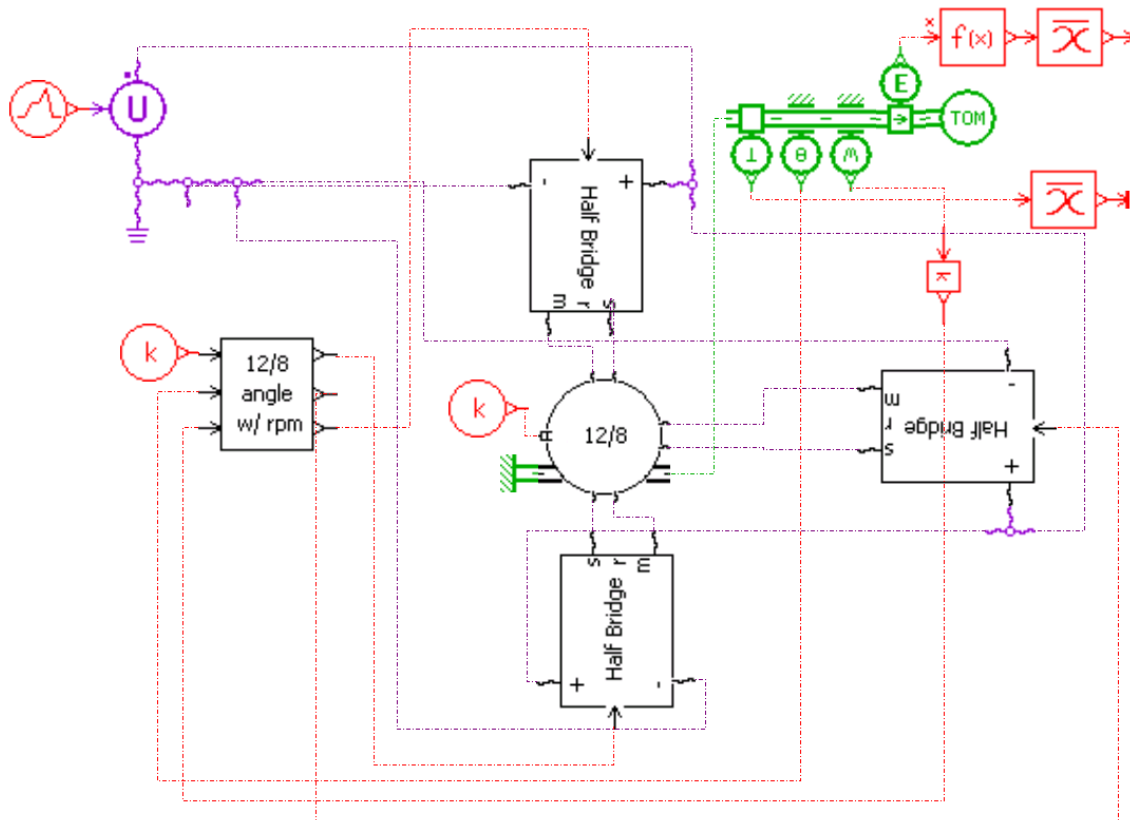 x
f(x)
x
U
E
TOM
T
θ
W
x
-
+
Half Bridge
m r s
k
k
12/8
angle
w/ rpm
k
12/8
-
m r s
Half Bridge
+
s r m
Half Bridge
+
-